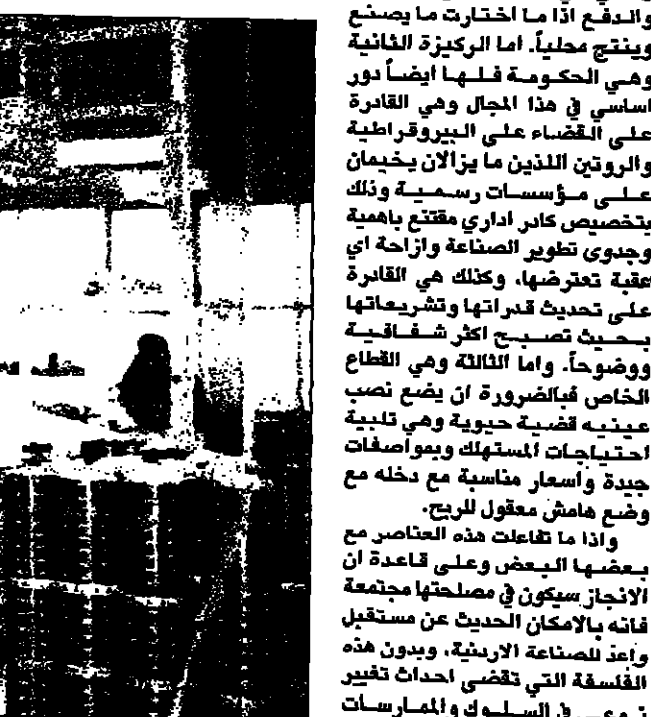 والدفع اذا ما اختارت ما يصنع
وينتج محلياً. اما الركيزة الثانية
وهي الحكومة فلها ايضاً دور
اساسي في هذا المجال وهي القادرة
على القضاء على البيروقراطية
والروتين اللذين ما يزالان يخيمان
على مؤسسات رسمية وذلك
بتخصيص كادر اداري مقتنع باهمية
وجدوى تطوير الصناعة وازاحة اي
عقبة تعترضها، وكذلك هي القادرة
على تحديث قدراتها وتشريعاتها
بحيث تصبح اكثر شفافية
ووضوحاً. واما الثالثة وهي القطاع
الخاص فبالضرورة ان يضع نصب
عينيه قضية حيوية وهي تلبية
احتياجات المستهلك وبمواصفات
جيدة واسعار مناسبة مع دخله مع
وضع هامش معقول للربح.
واذا ما تفاعلت هذه العناصر مع
بعضها البعض وعلى قاعدة ان
الانجاز سيكون في مصلحتها مجتمعة
فانه بالامكان الحديث عن مستقبل
واعد للصناعة الاردنية، وبدون هذه
الفلسفة التي تقضي احداث تغيير
نوعي في السلوك والممارسات